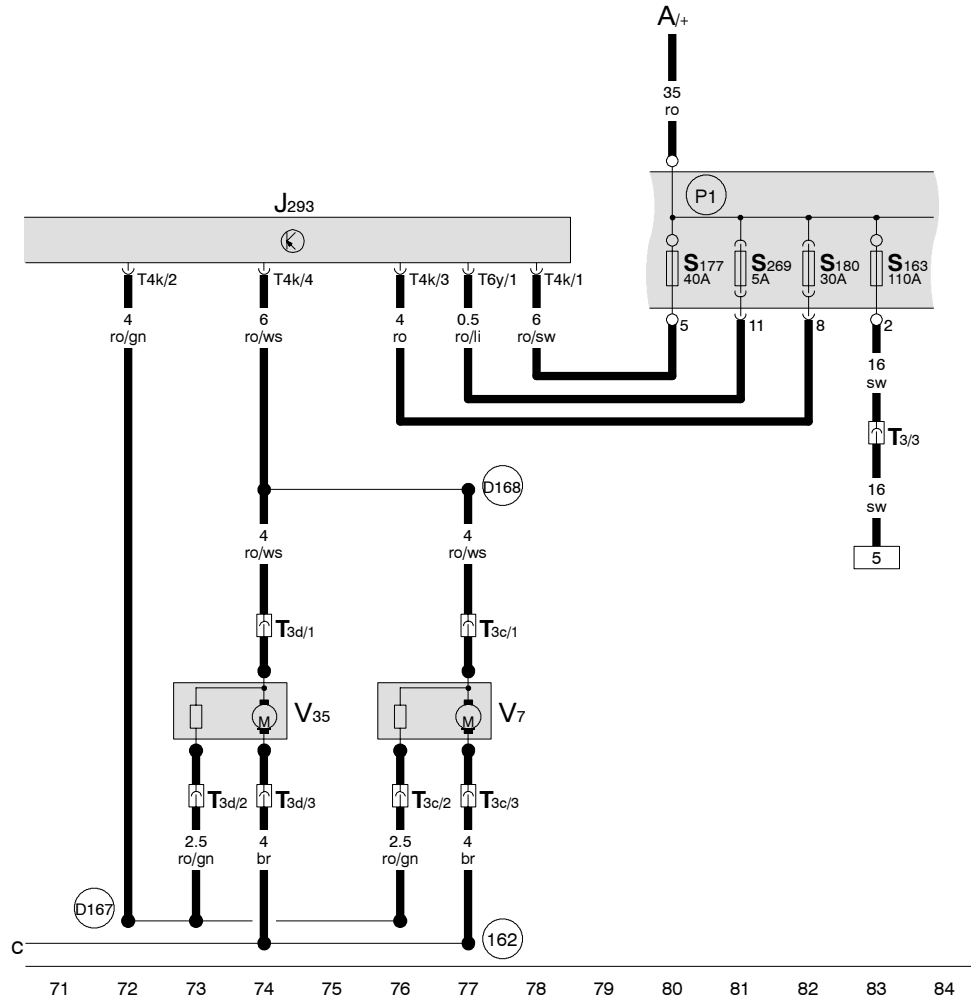 A/+
35
ro
P1
J293
S177
40A
S269
5A
S180
30A
S163
110A
T4k/2
T4k/4
T4k/3
T6y/1
T4k/1
4
ro/gn
6
ro/ws
4
ro
0.5
ro/li
6
ro/sw
5
11
8
2
16
sw
T3/3
16
sw
5
D168
4
ro/ws
4
ro/ws
T3d/1
T3c/1
M
V35
M
V7
T3d/2
T3d/3
T3c/2
T3c/3
2.5
ro/gn
4
br
2.5
ro/gn
4
br
D167
162
c
71 72 73 74 75 76 77 78 79 80 81 82 83 84